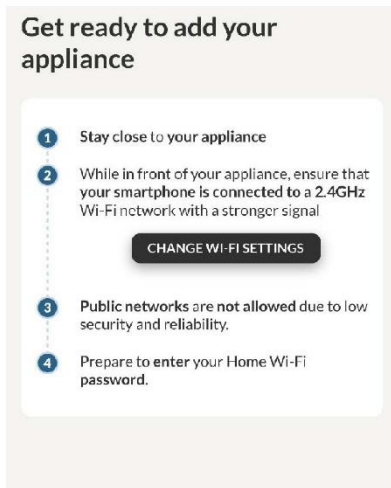 Get ready to add your
appliance
1 Stay close to your appliance
2 While in front of your appliance, ensure that
your smartphone is connected to a 2.4GHz
Wi-Fi network with a stronger signal
CHANGE WI-FI SETTINGS
3 Public networks are not allowed due to low
security and reliability.
4 Prepare to enter your Home Wi-Fi
password.